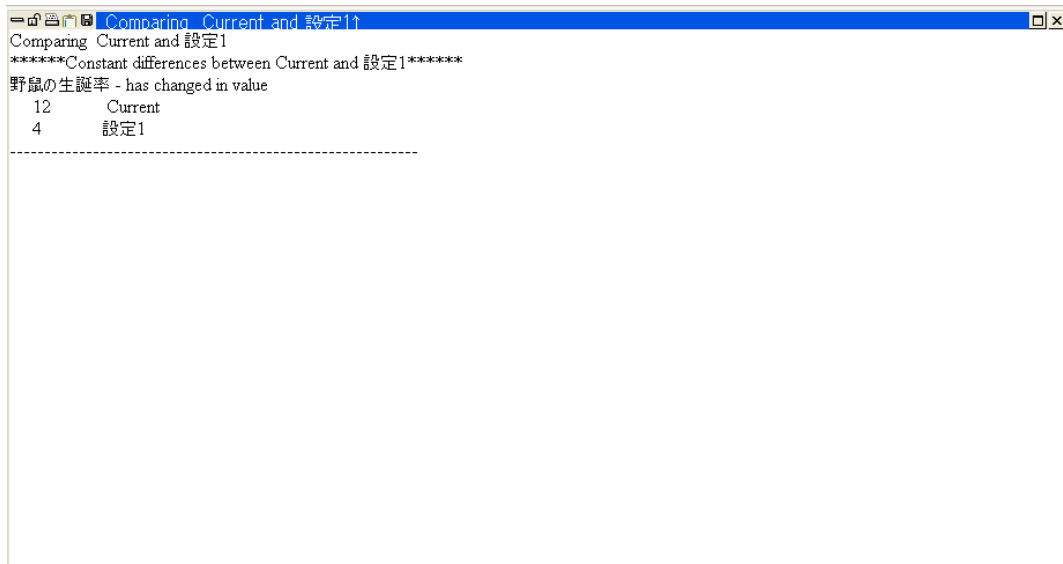 Comparing Current and 設定1↑
Comparing Current and 設定1
******Constant differences between Current and 設定1******
野鼠の生誕率 - has changed in value
12 Current
4 設定1
-----------------------------------------------------------